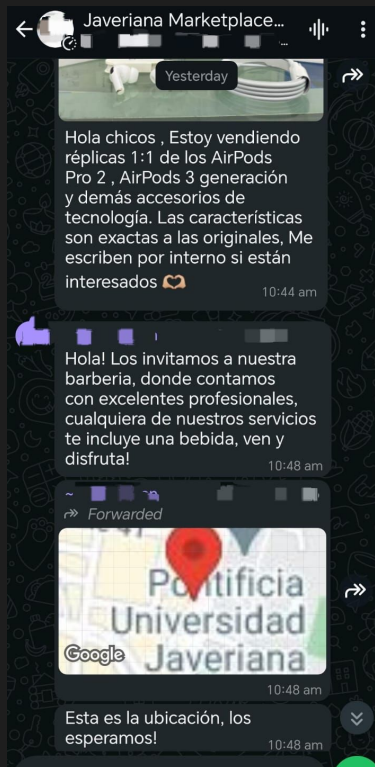 Javeriana Marketplace...
Yesterday
Hola chicos , Estoy vendiendo
réplicas 1:1 de los AirPods
Pro 2 , AirPods 3 generación
y demás accesorios de
tecnología. Las características
son exactas a las originales, Me
escriben por interno si están
interesados 🫶🏽
10:44 am
Hola! Los invitamos a nuestra
barberia, donde contamos
con excelentes profesionales,
cualquiera de nuestros servicios
te incluye una bebida, ven y
disfruta!
10:48 am
Forwarded
Pontificia
Universidad
Javeriana
Google
10:48 am
Esta es la ubicación, los
esperamos!
10:48 am